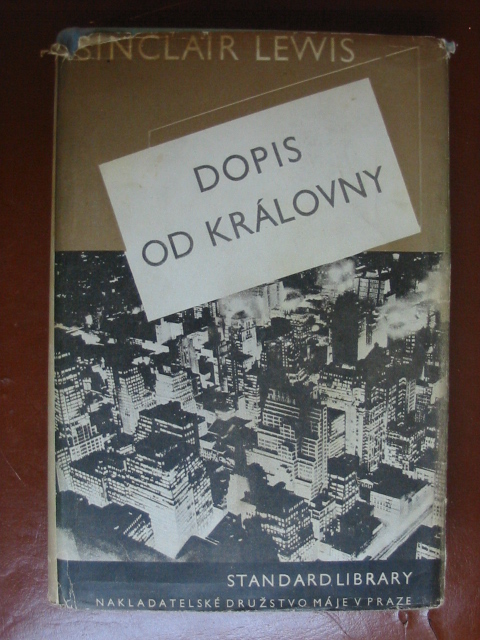 SINCLAIR LEWIS
DOPIS
OD KRÁLOVNY
STANDARD LIBRARY
NAKLADATELSKÉ DRUŽSTVO MÁJE V PRAZE